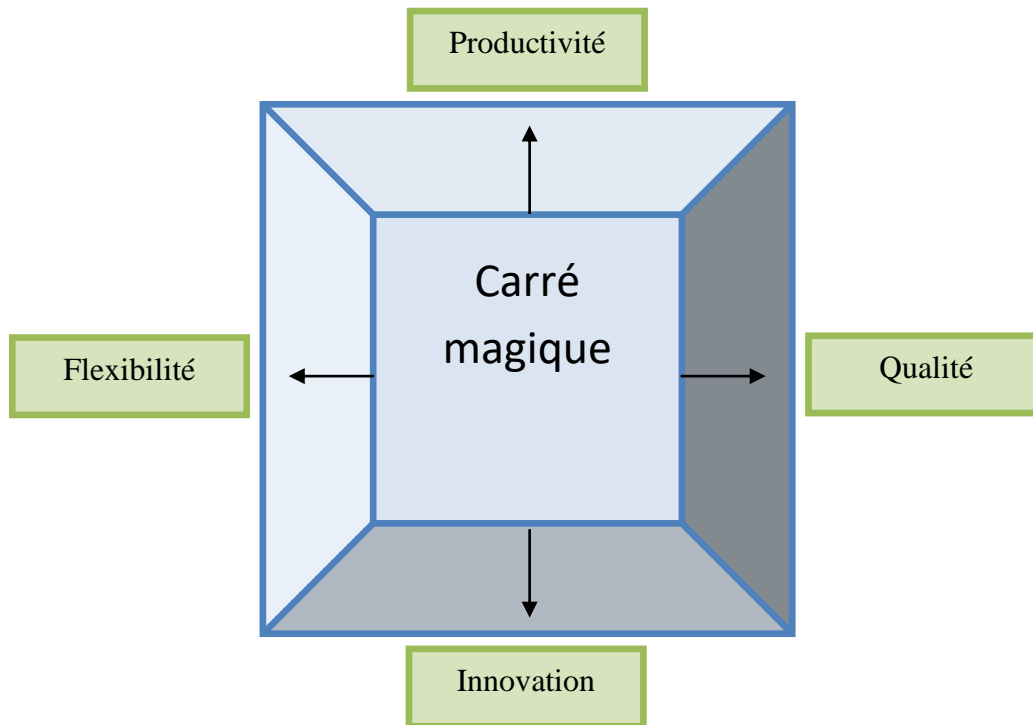 Productivité
Carré
magique
Flexibilité
Qualité
Innovation